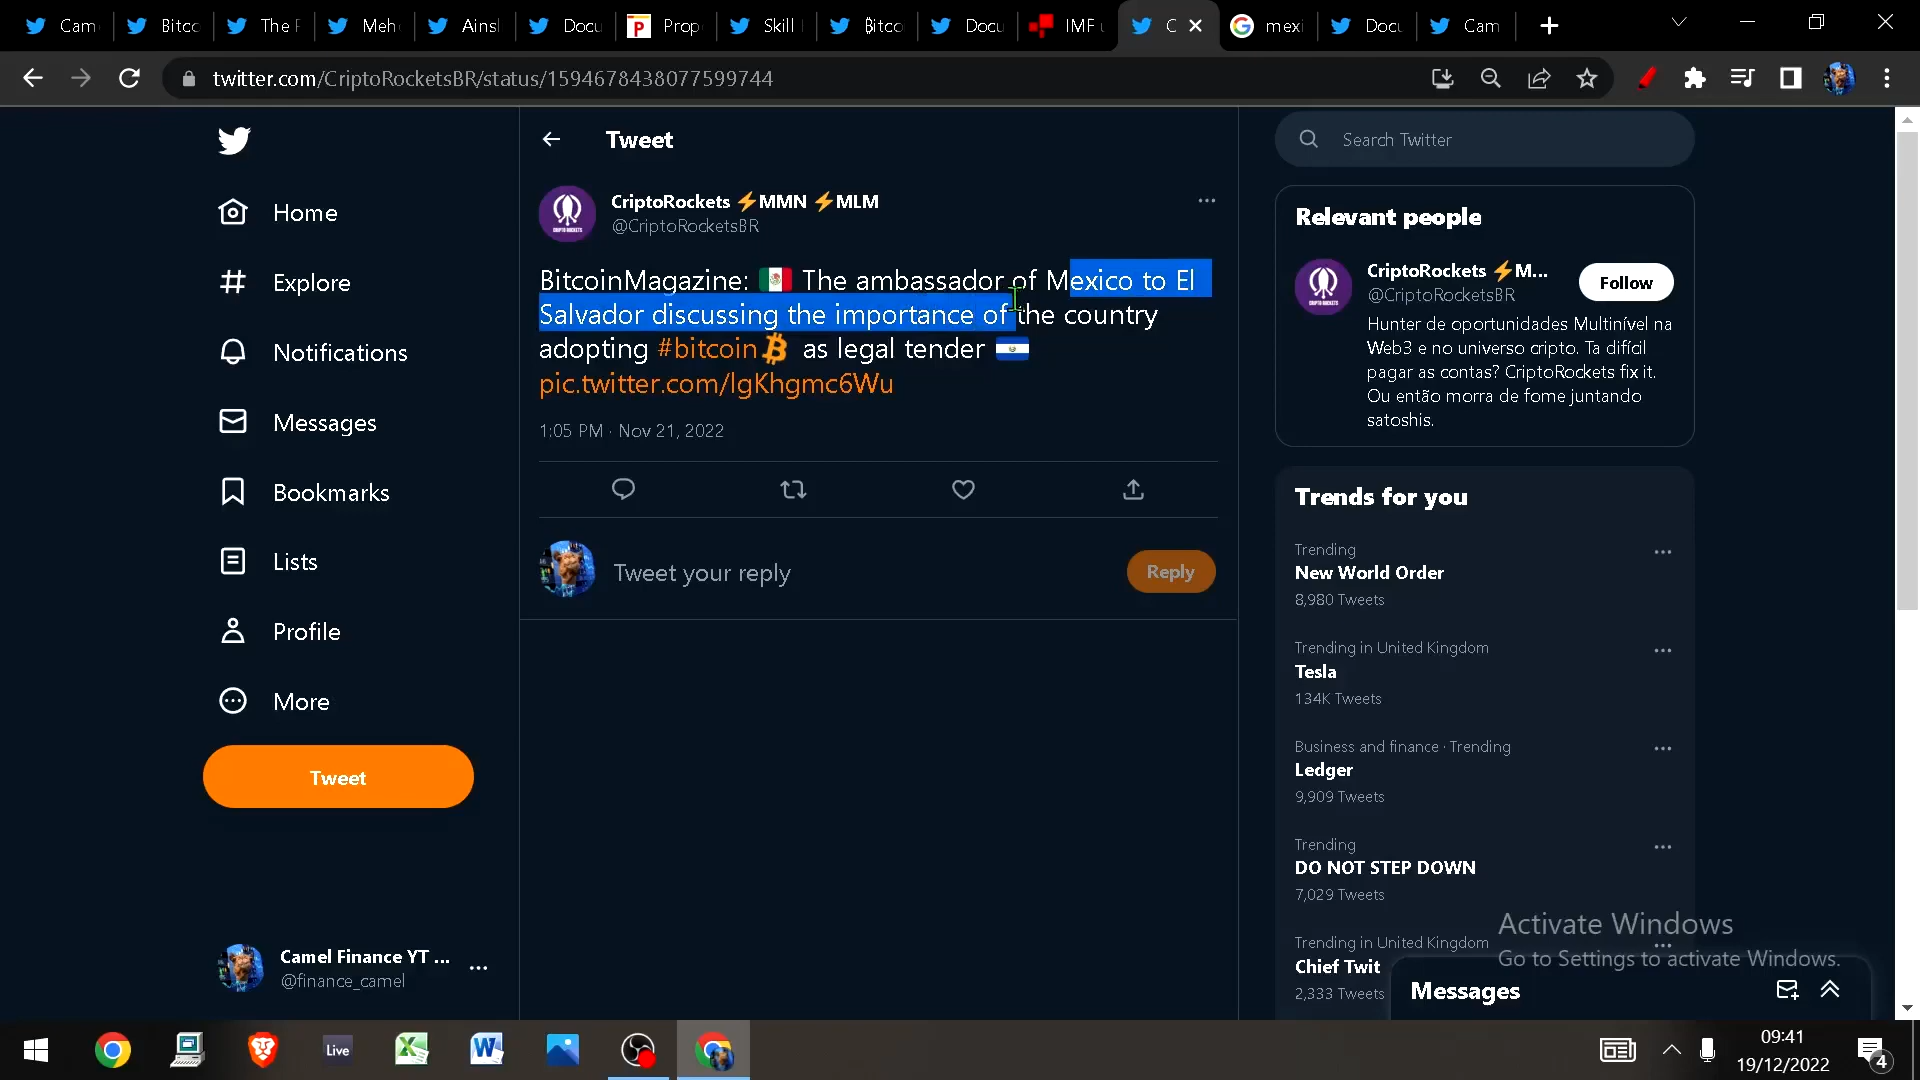 Cam
Bitco
The F
Meh
Ainsl
Docu
Prop
Skill
₿itco
Docu
IMF u
C
mexi
Docu
Cam
twitter.com/CriptoRocketsBR/status/1594678438077599744
Home
Explore
Notifications
Messages
Bookmarks
Lists
Profile
More
Tweet
Camel Finance YT ...
@finance_camel
Tweet
CriptoRockets ⚡MMN ⚡MLM
@CriptoRocketsBR
BitcoinMagazine: 🇲🇽 The ambassador of Mexico to El
Salvador discussing the importance of the country
adopting #bitcoin as legal tender 🇸🇻
pic.twitter.com/lgKhgmc6Wu
1:05 PM · Nov 21, 2022
Tweet your reply
Reply
Search Twitter
Relevant people
CriptoRockets ⚡M...
@CriptoRocketsBR
Follow
Hunter de oportunidades Multinível na
Web3 e no universo cripto. Ta difícil
pagar as contas? CriptoRockets fix it.
Ou então morra de fome juntando
satoshis.
Trends for you
Trending
New World Order
8,980 Tweets
Trending in United Kingdom
Tesla
134K Tweets
Business and finance · Trending
Ledger
9,909 Tweets
Trending
DO NOT STEP DOWN
7,029 Tweets
Trending in United Kingdom
Chief Twit
2,333 Tweets
Activate Windows
Go to Settings to activate Windows.
Messages
Live
09:41
19/12/2022
4